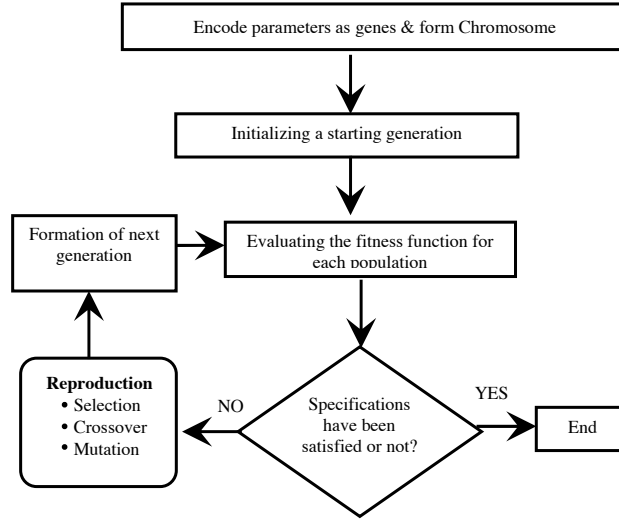 Encode parameters as genes & form Chromosome
Initializing a starting generation
Formation of next
generation
Evaluating the fitness function for
each population
Reproduction
• Selection
• Crossover
• Mutation
NO
Specifications
have been
satisfied or not?
YES
End